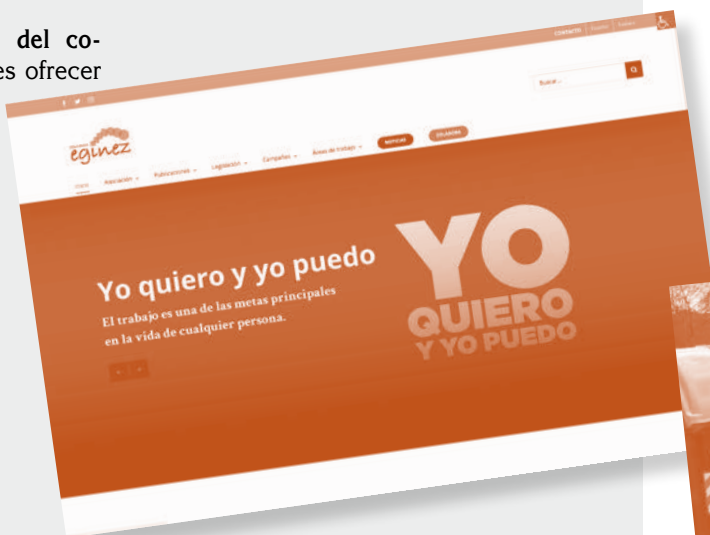 del co-
es ofrecer
CONTACTO
Buscar ...
eginez
Inicio
Asociación
Publicaciones
Legislación
Campañas
Áreas de trabajo
NOTICIAS
COLABORA
Yo quiero y yo puedo
El trabajo es una de las metas principales
en la vida de cualquier persona.
YO
QUIERO
Y YO PUEDO